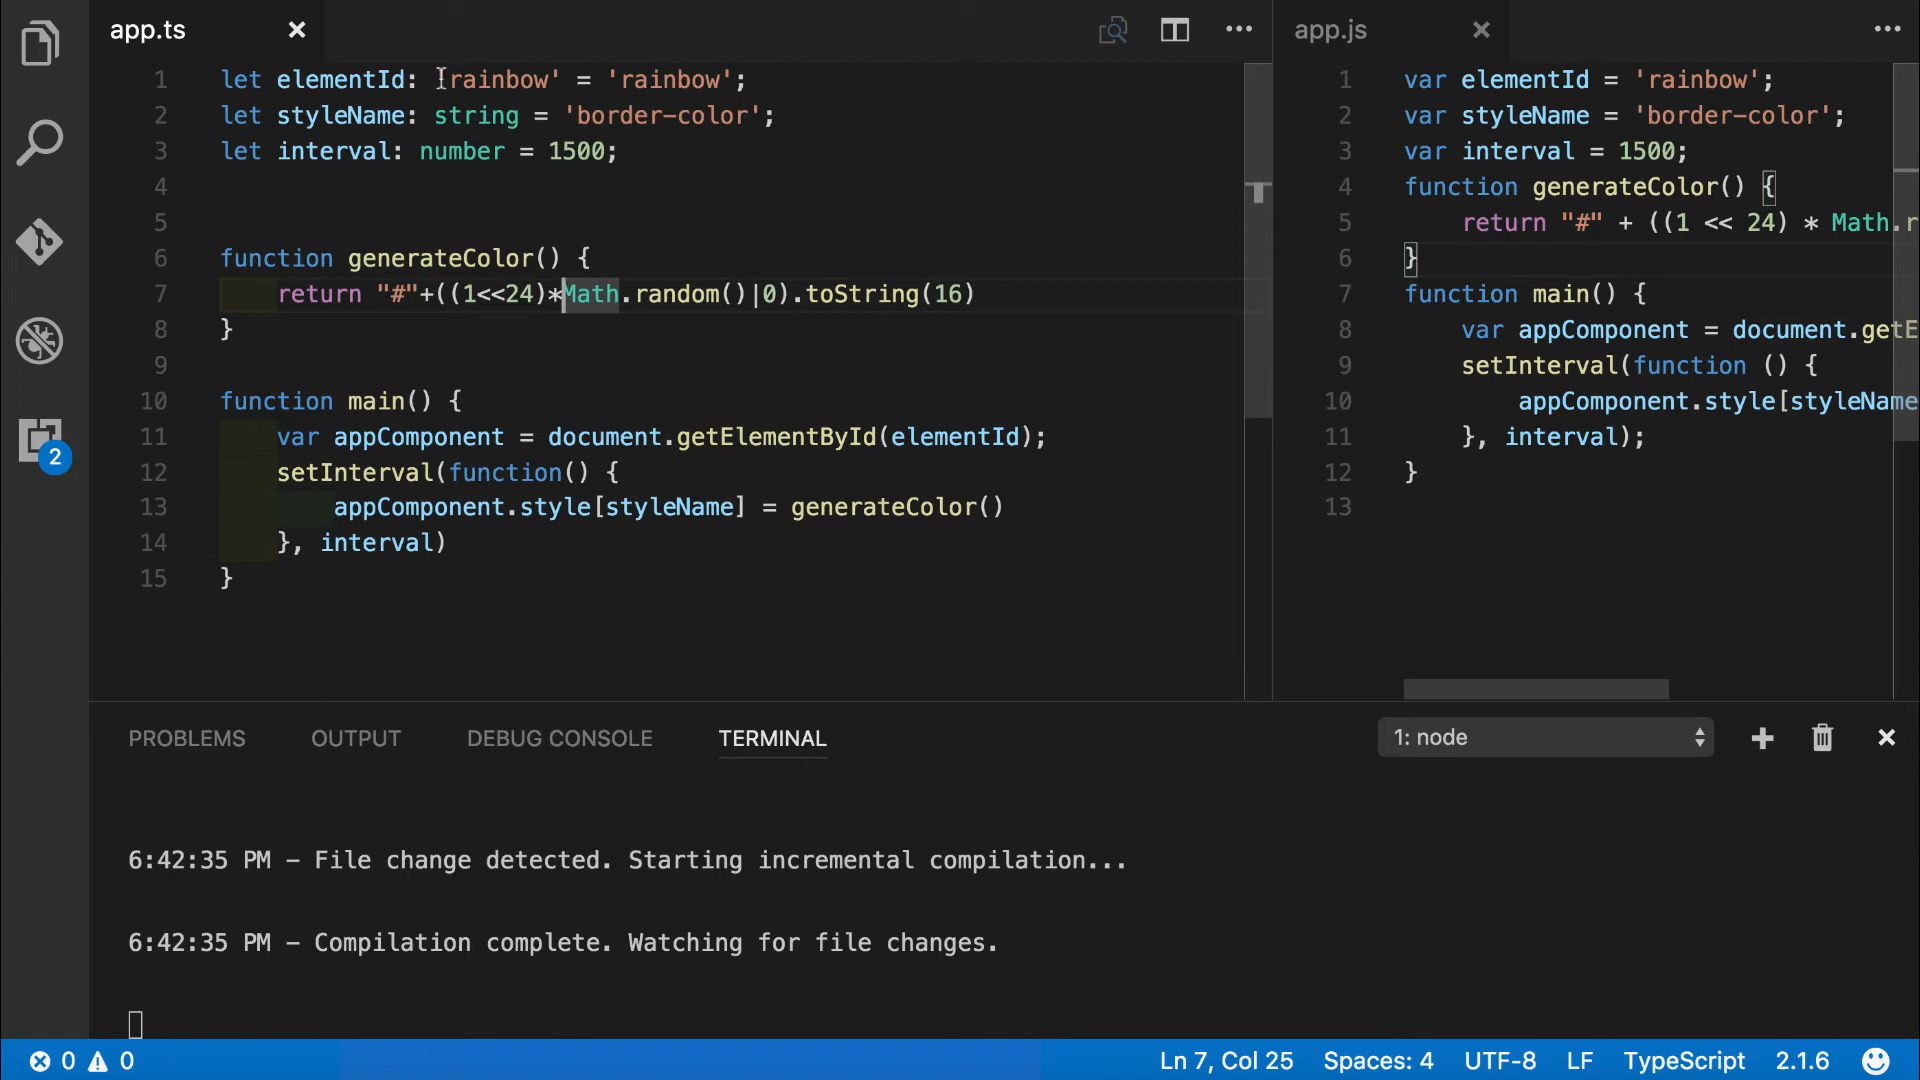 app.ts
1 let elementId: 'rainbow' = 'rainbow';
2 let styleName: string = 'border-color';
3 let interval: number = 1500;
4
5
6 function generateColor() {
7 return "#"+((1<<24)*Math.random()|0).toString(16)
8 }
9
10 function main() {
11 var appComponent = document.getElementById(elementId);
12 setInterval(function() {
13 appComponent.style[styleName] = generateColor()
14 }, interval)
15 }
app.js
1 var elementId = 'rainbow';
2 var styleName = 'border-color';
3 var interval = 1500;
4 function generateColor() {
5 return "#" + ((1 << 24) * Math.r
6 }
7 function main() {
8 var appComponent = document.getE
9 setInterval(function () {
10 appComponent.style[styleName
11 }, interval);
12 }
13
2
PROBLEMS OUTPUT DEBUG CONSOLE TERMINAL 1: node
6:42:35 PM – File change detected. Starting incremental compilation...
6:42:35 PM – Compilation complete. Watching for file changes.
0 0 Ln 7, Col 25 Spaces: 4 UTF-8 LF TypeScript 2.1.6